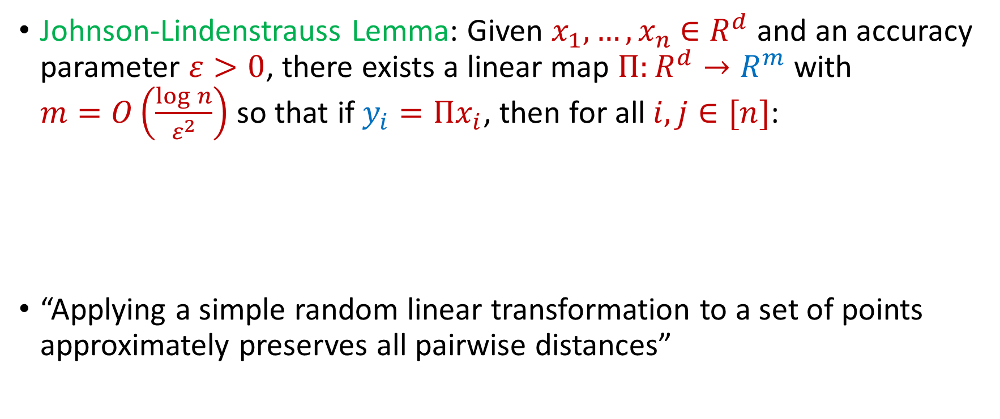 • Johnson-Lindenstrauss Lemma: Given $x_1, \ldots, x_n \in R^d$ and an accuracy
parameter $\varepsilon > 0$, there exists a linear map $\Pi: R^d \to R^m$ with
$m = O\left(\frac{\log n}{\varepsilon^2}\right)$ so that if $y_i = \Pi x_i$, then for all $i, j \in [n]$:
• “Applying a simple random linear transformation to a set of points
approximately preserves all pairwise distances”